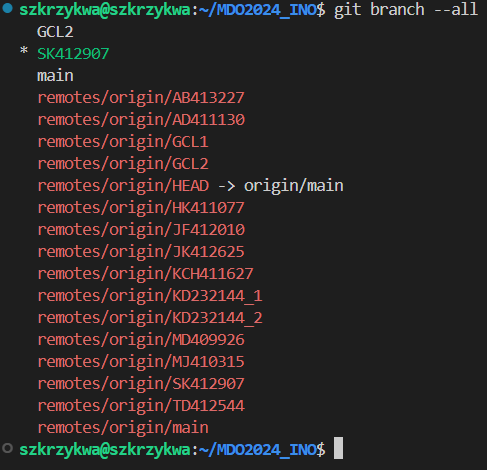 szkrzykwa@szkrzykwa:~/MDO2024_INO$ git branch --all
GCL2
* SK412907
main
remotes/origin/AB413227
remotes/origin/AD411130
remotes/origin/GCL1
remotes/origin/GCL2
remotes/origin/HEAD -> origin/main
remotes/origin/HK411077
remotes/origin/JF412010
remotes/origin/JK412625
remotes/origin/KCH411627
remotes/origin/KD232144_1
remotes/origin/KD232144_2
remotes/origin/MD409926
remotes/origin/MJ410315
remotes/origin/SK412907
remotes/origin/TD412544
remotes/origin/main
szkrzykwa@szkrzykwa:~/MDO2024_INO$